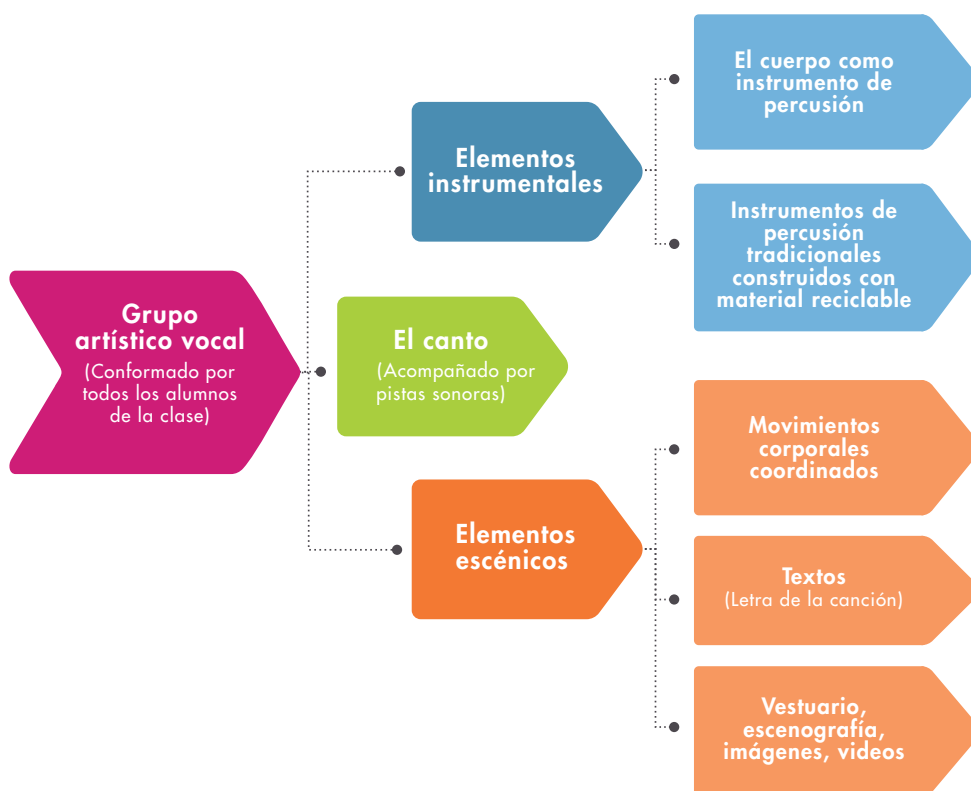 Grupo
artístico vocal
(Conformado por
todos los alumnos
de la clase)
Elementos
instrumentales
El cuerpo como
instrumento de
percusión
Instrumentos de
percusión
tradicionales
construidos con
material reciclable
El canto
(Acompañado por
pistas sonoras)
Elementos
escénicos
Movimientos
corporales
coordinados
Textos
(Letra de la canción)
Vestuario,
escenografía,
imágenes, videos